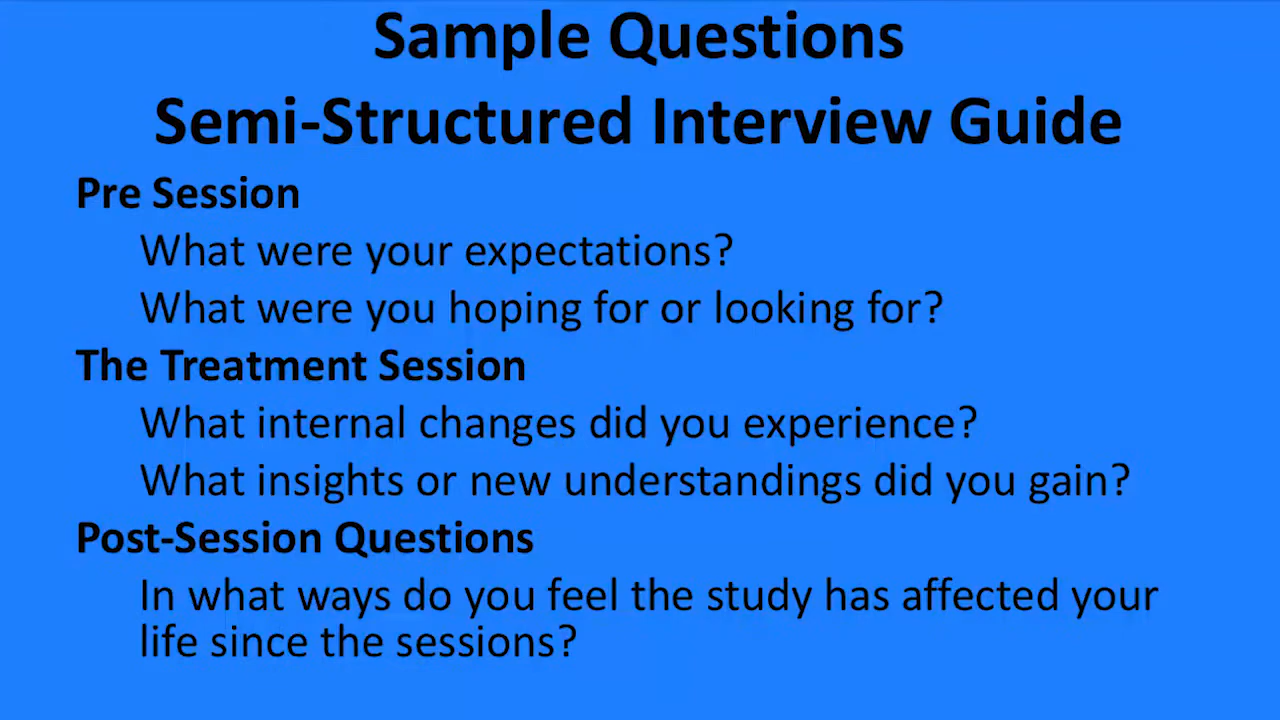 Sample Questions
Semi-Structured Interview Guide
Pre Session
What were your expectations?
What were you hoping for or looking for?
The Treatment Session
What internal changes did you experience?
What insights or new understandings did you gain?
Post-Session Questions
In what ways do you feel the study has affected your
life since the sessions?